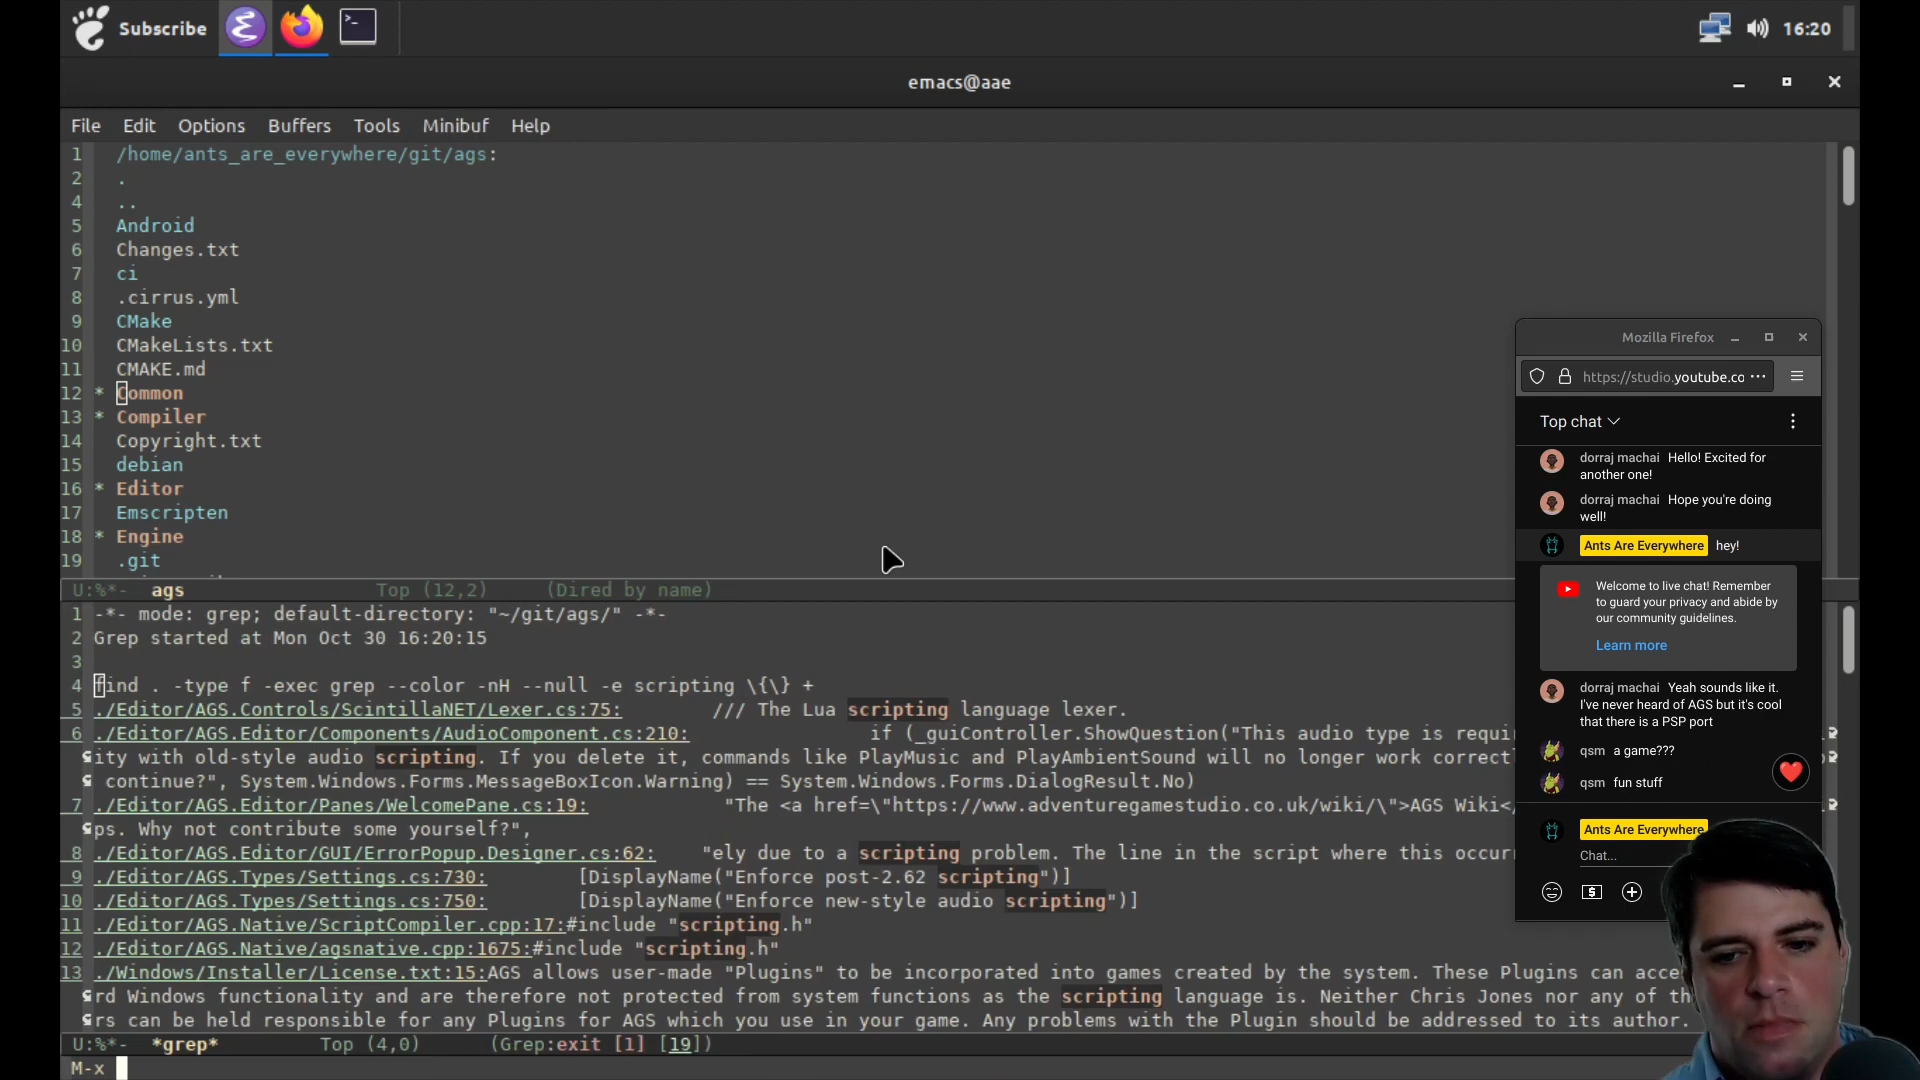 Subscribe
16:20
emacs@aae
File Edit Options Buffers Tools Minibuf Help
1 /home/ants_are_everywhere/git/ags:
2 .
4 ..
5 Android
6 Changes.txt
7 ci
8 .cirrus.yml
9 CMake
10 CMakeLists.txt
11 CMAKE.md
12 * Common
13 * Compiler
14 Copyright.txt
15 debian
16 * Editor
17 Emscripten
18 * Engine
19 .git
U:%*- ags Top (12,2) (Dired by name)
1 -*- mode: grep; default-directory: "~/git/ags/" -*-
2 Grep started at Mon Oct 30 16:20:15
3
4 find . -type f -exec grep --color -nH --null -e scripting \{\} +
5 ./Editor/AGS.Controls/ScintillaNET/Lexer.cs:75: /// The Lua scripting language lexer.
6 ./Editor/AGS.Editor/Components/AudioComponent.cs:210: if (_guiController.ShowQuestion("This audio type is requi
ity with old-style audio scripting. If you delete it, commands like PlayMusic and PlayAmbientSound will no longer work correctl
continue?", System.Windows.Forms.MessageBoxIcon.Warning) == System.Windows.Forms.DialogResult.No)
7 ./Editor/AGS.Editor/Panes/WelcomePane.cs:19: "The <a href=\"https://www.adventuregamestudio.co.uk/wiki/\">AGS Wiki</
ps. Why not contribute some yourself?",
8 ./Editor/AGS.Editor/GUI/ErrorPopup.Designer.cs:62: "ely due to a scripting problem. The line in the script where this occur
9 ./Editor/AGS.Types/Settings.cs:730: [DisplayName("Enforce post-2.62 scripting")]
10 ./Editor/AGS.Types/Settings.cs:750: [DisplayName("Enforce new-style audio scripting")]
11 ./Editor/AGS.Native/ScriptCompiler.cpp:17:#include "scripting.h"
12 ./Editor/AGS.Native/agsnative.cpp:1675:#include "scripting.h"
13 ./Windows/Installer/License.txt:15:AGS allows user-made "Plugins" to be incorporated into games created by the system. These Plugins can acce
rd Windows functionality and are therefore not protected from system functions as the scripting language is. Neither Chris Jones nor any of th
rs can be held responsible for any Plugins for AGS which you use in your game. Any problems with the Plugin should be addressed to its author.
U:%*- *grep* Top (4,0) (Grep:exit [1] [19])
M-x
Mozilla Firefox
https://studio.youtube.co
Top chat
dorraj machai Hello! Excited for
another one!
dorraj machai Hope you're doing
well!
Ants Are Everywhere hey!
Welcome to live chat! Remember
to guard your privacy and abide by
our community guidelines.
Learn more
dorraj machai Yeah sounds like it.
I've never heard of AGS but it's cool
that there is a PSP port
qsm a game???
qsm fun stuff
Ants Are Everywhere
Chat...